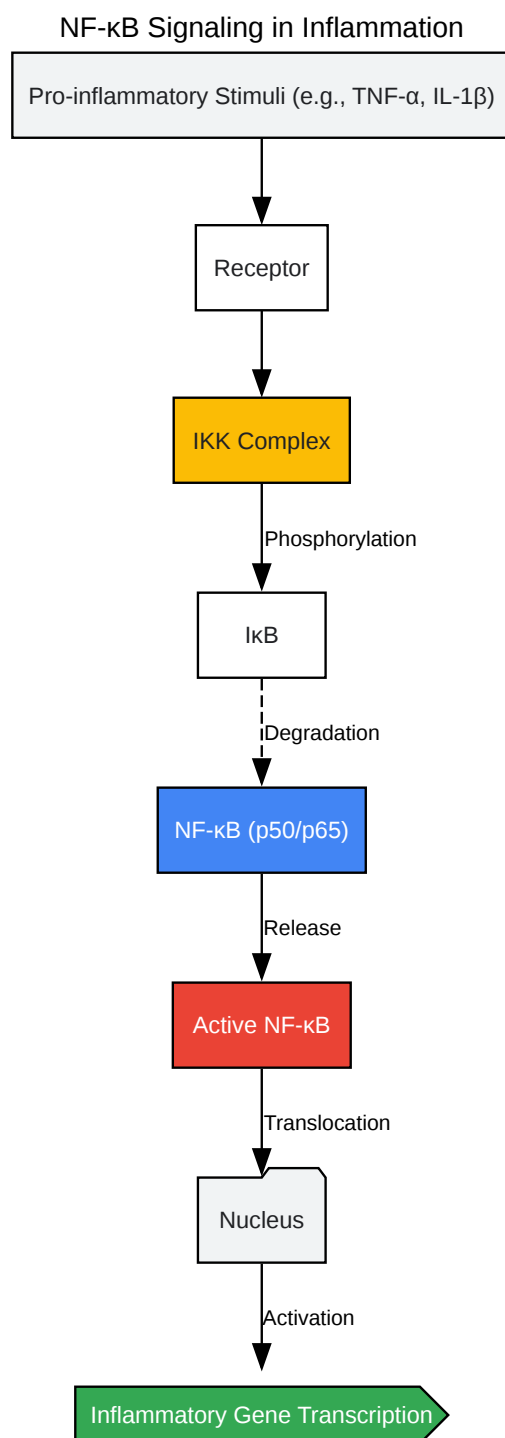 NF-κB Signaling in Inflammation
Pro-inflammatory Stimuli (e.g., TNF-α, IL-1β)
Receptor
IKK Complex
Phosphorylation
IκB
Degradation
NF-κB (p50/p65)
Release
Active NF-κB
Translocation
Nucleus
Activation
Inflammatory Gene Transcription